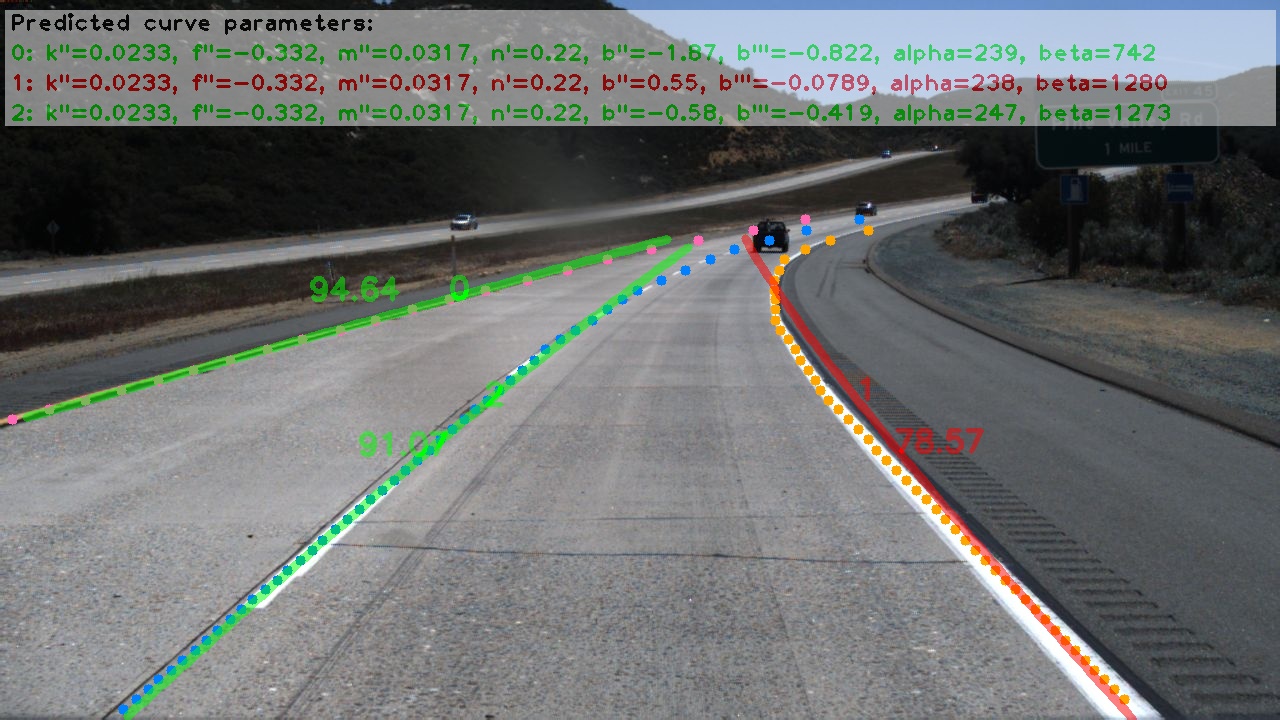 Predicted curve parameters:
0: k''=0.0233, f''=-0.332, m''=0.0317, n'=0.22, b''=-1.87, b'''=-0.822, alpha=239, beta=742
1: k''=0.0233, f''=-0.332, m''=0.0317, n'=0.22, b''=0.55, b'''=-0.0789, alpha=238, beta=1280
2: k''=0.0233, f''=-0.332, m''=0.0317, n'=0.22, b''=-0.58, b'''=-0.419, alpha=247, beta=1273
45
Rd
1 MILE
94.64 0
1
78.57